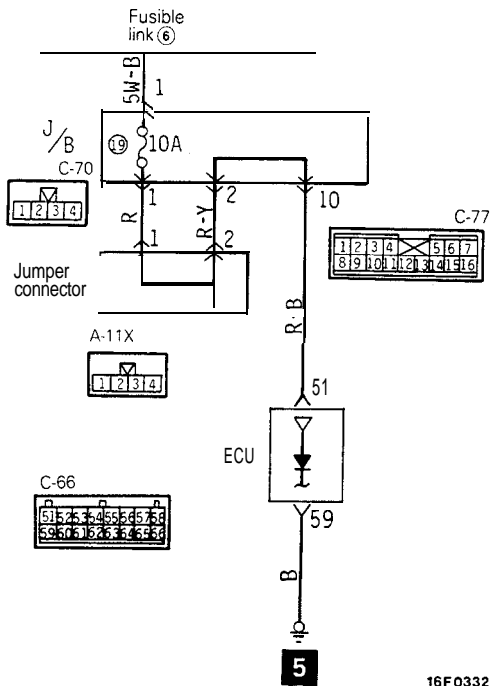 Fusible
link ⑥
5W-B
1
J/B
⑲
10A
C-70
1
2
10
1 2 3 4
R
R-Y
C-77
1 2 3 4 5 6 7
8 9 10 11 12 13 14 15 16
1
2
Jumper
connector
R·B
A-11X
1 2 3 4
51
ECU
C-66
51 52 53 54 55 56 57 58
59 60 61 62 63 64 65 66
59
B
5
16F0332